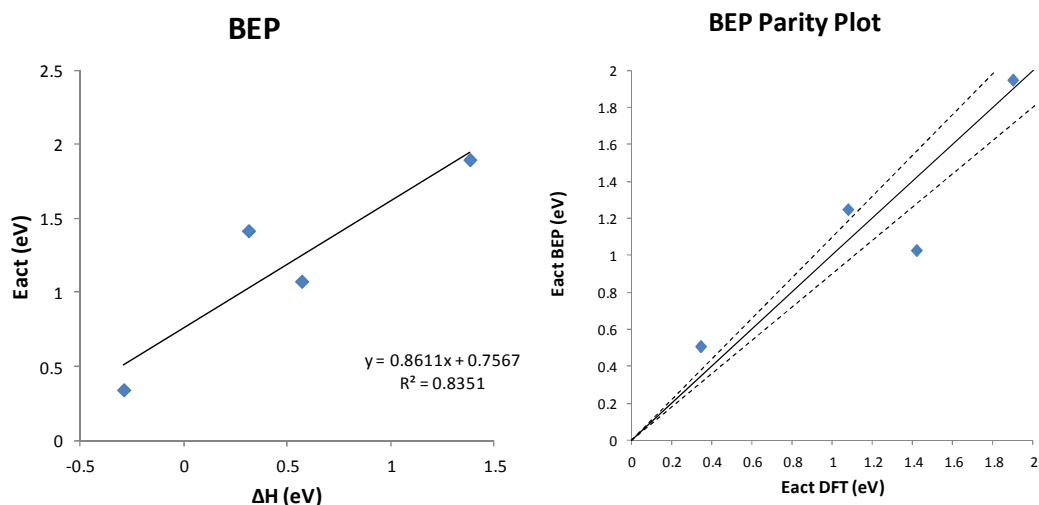 BEP
2.5
2
1.5
1
0.5
0
-0.5 0 0.5 1 1.5
Eact (eV)
ΔH (eV)
y = 0.8611x + 0.7567
R² = 0.8351
BEP Parity Plot
2
1.8
1.6
1.4
1.2
1
0.8
0.6
0.4
0.2
0
0 0.2 0.4 0.6 0.8 1 1.2 1.4 1.6 1.8 2
Eact BEP (eV)
Eact DFT (eV)